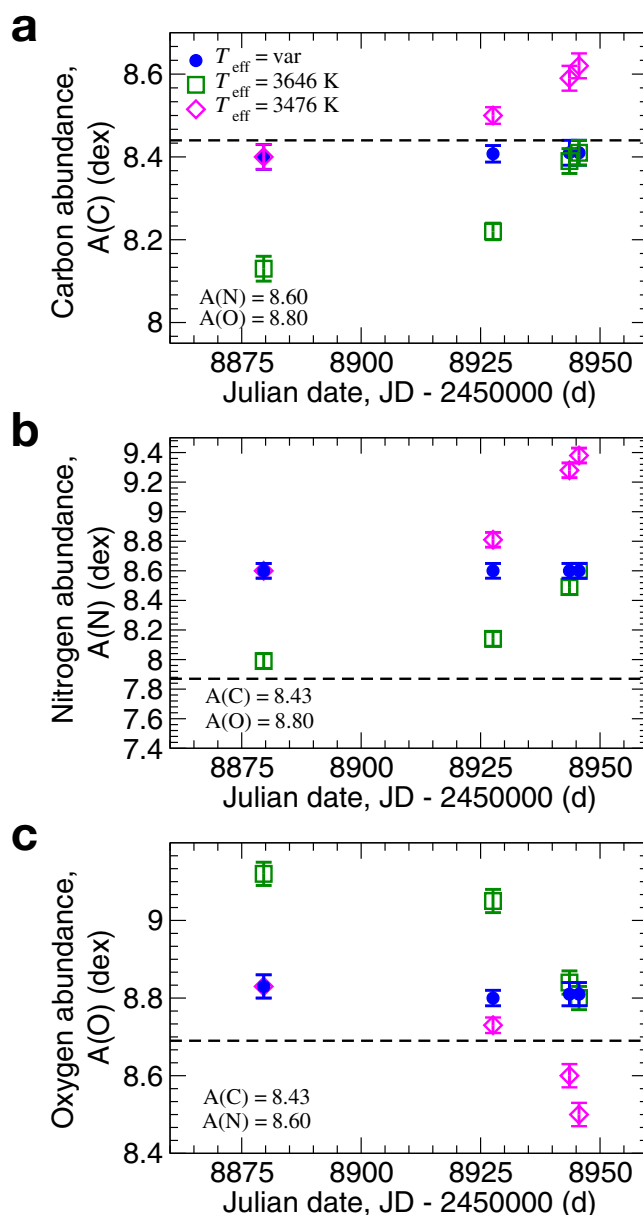 a
T eff = var
T eff = 3646 K
T eff = 3476 K
8.6
8.4
8.2
8
Carbon abundance,
A(C) (dex)
A(N) = 8.60
A(O) = 8.80
8875 8900 8925 8950
Julian date, JD - 2450000 (d)
b
9.4
9.2
9
8.8
8.6
8.4
8.2
8
7.8
7.6
7.4
Nitrogen abundance,
A(N) (dex)
A(C) = 8.43
A(O) = 8.80
8875 8900 8925 8950
Julian date, JD - 2450000 (d)
c
9
8.8
8.6
8.4
Oxygen abundance,
A(O) (dex)
A(C) = 8.43
A(N) = 8.60
8875 8900 8925 8950
Julian date, JD - 2450000 (d)